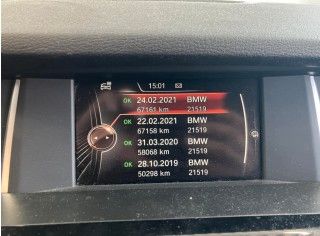 15:01
OK 24.02.2021 BMW
67161 km 21519
OK 22.02.2021 BMW
67158 km 21519
OK 31.03.2020 BMW
58068 km 21519
OK 28.10.2019 BMW
50298 km 21519